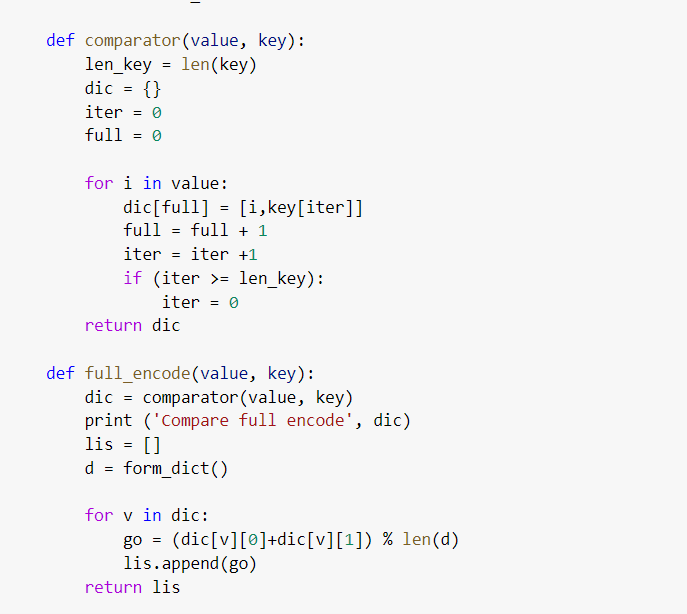 def comparator(value, key):
    len_key = len(key)
    dic = {}
    iter = 0
    full = 0

    for i in value:
        dic[full] = [i,key[iter]]
        full = full + 1
        iter = iter +1
        if (iter >= len_key):
            iter = 0
    return dic

def full_encode(value, key):
    dic = comparator(value, key)
    print ('Compare full encode', dic)
    lis = []
    d = form_dict()

    for v in dic:
        go = (dic[v][0]+dic[v][1]) % len(d)
        lis.append(go)
    return lis